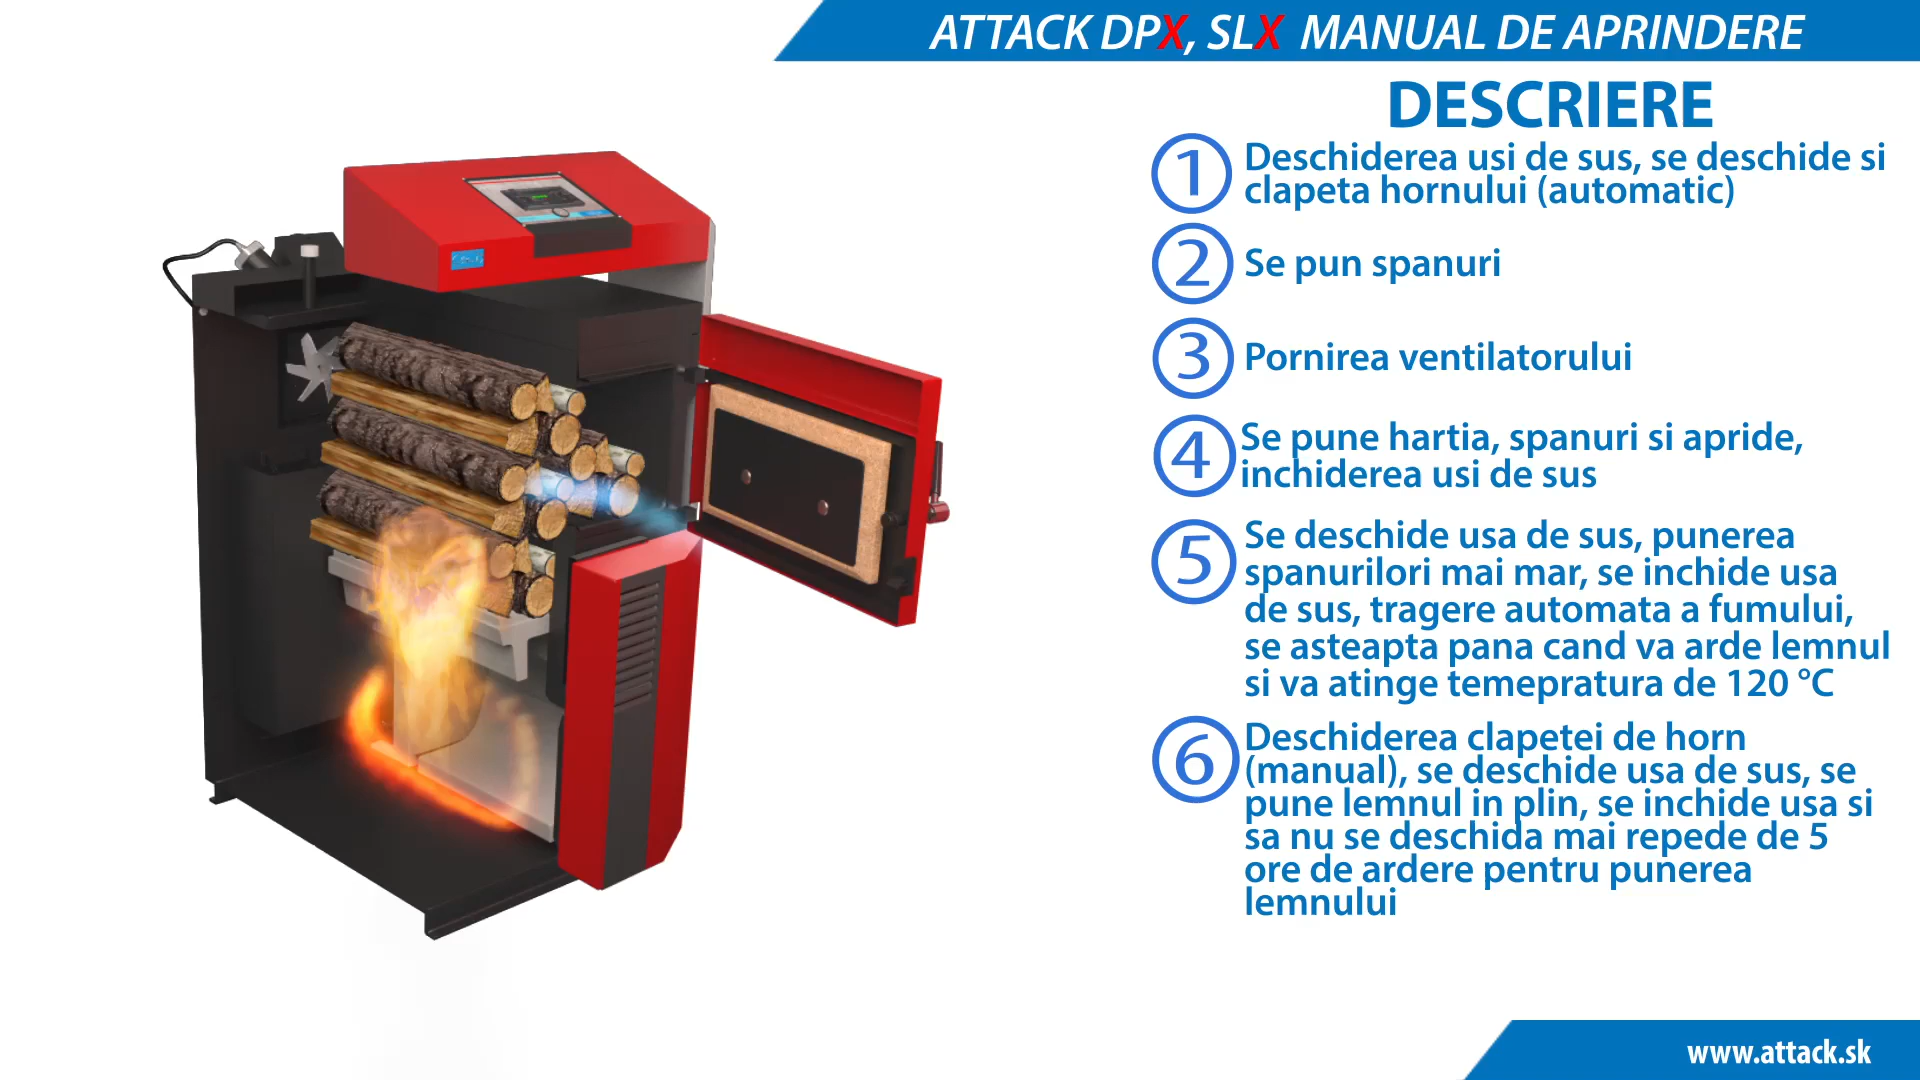 ATTACK DPX, SLX MANUAL DE APRINDERE
DESCRIERE
1 Deschiderea usi de sus, se deschide si
clapeta hornului (automatic)
2 Se pun spanuri
3 Pornirea ventilatorului
4 Se pune hartia, spanuri si apride,
inchiderea usi de sus
5 Se deschide usa de sus, punerea
spanurilori mai mar, se inchide usa
de sus, tragere automata a fumului,
se asteapta pana cand va arde lemnul
si va atinge temepratura de 120 °C
6 Deschiderea clapetei de horn
(manual), se deschide usa de sus, se
pune lemnul in plin, se inchide usa si
sa nu se deschida mai repede de 5
ore de ardere pentru punerea
lemnului
www.attack.sk